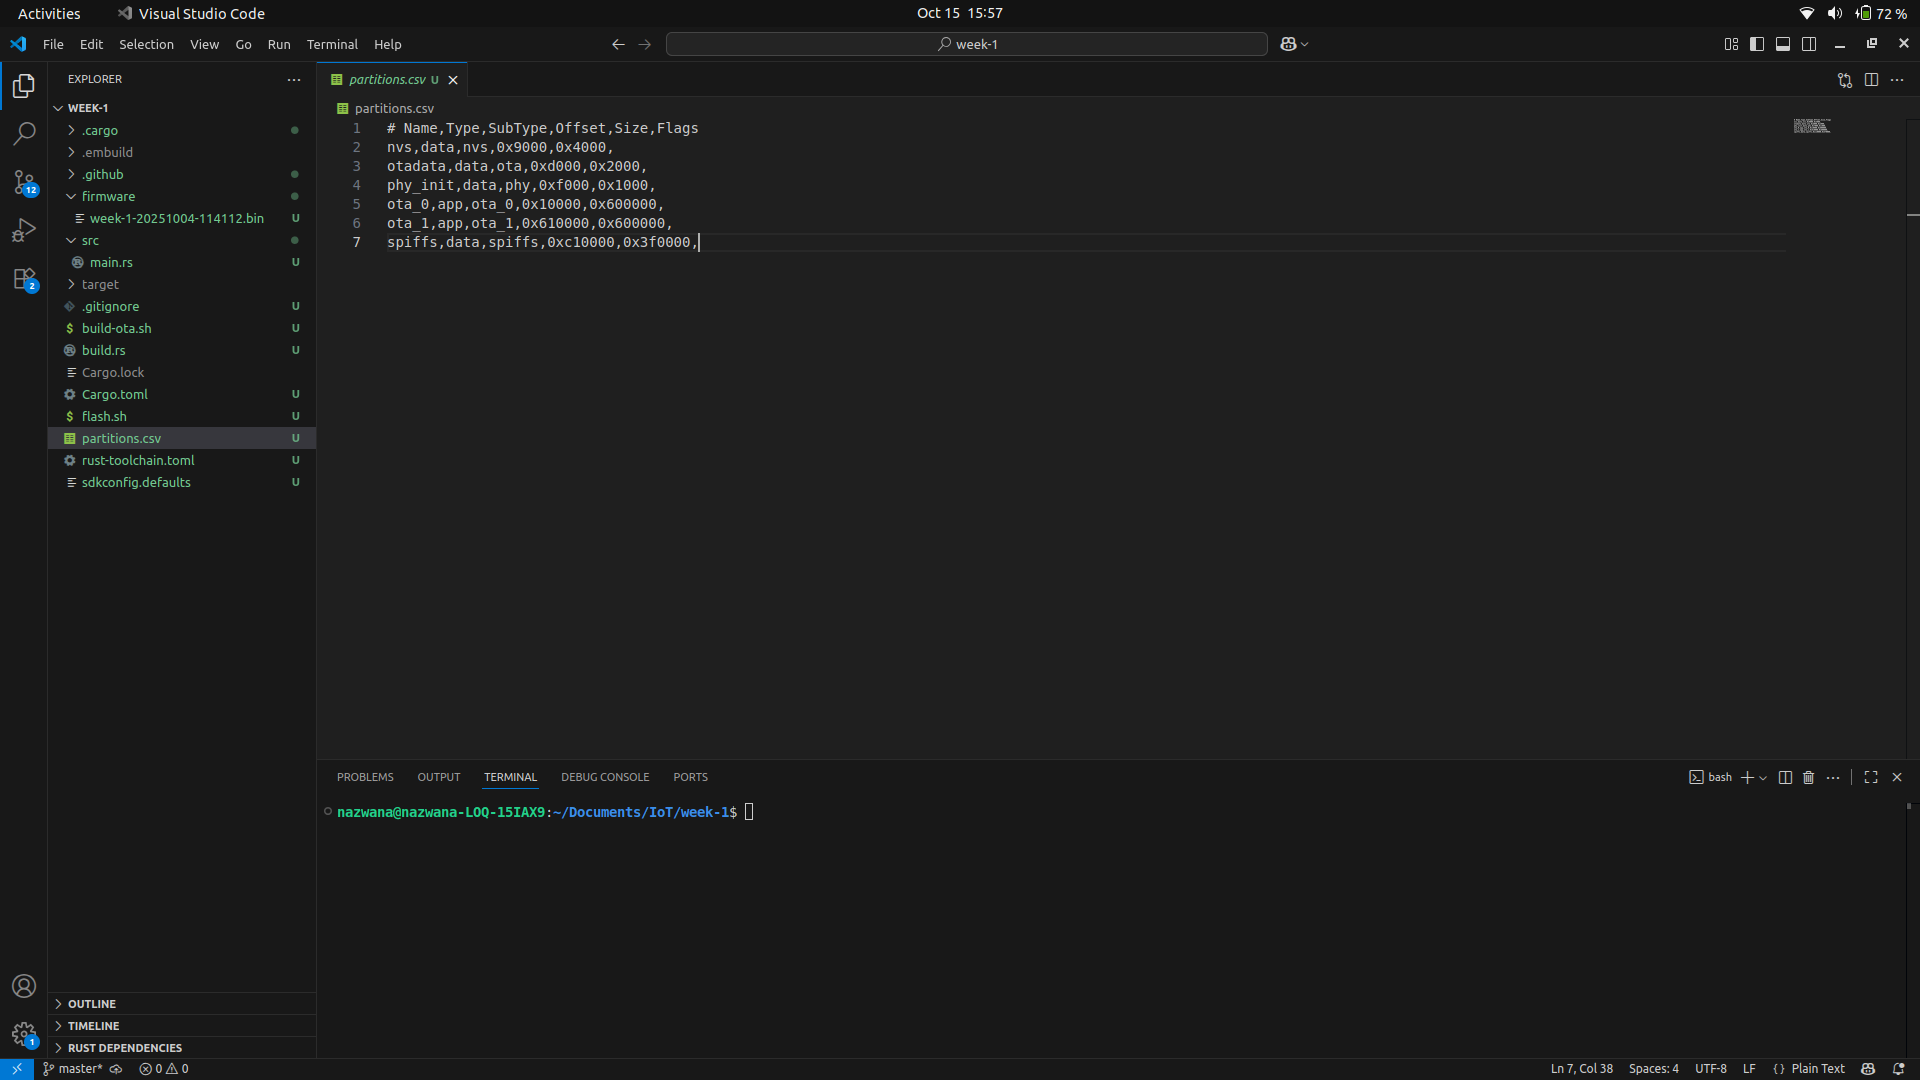 Activities
Visual Studio Code
Oct 15 15:57
72 %
File Edit Selection View Go Run Terminal Help
week-1
EXPLORER
partitions.csv U
WEEK-1
.cargo
.embuild
.github
firmware
week-1-20251004-114112.bin U
src
main.rs U
target
.gitignore U
build-ota.sh U
build.rs U
Cargo.lock
Cargo.toml U
flash.sh U
partitions.csv U
rust-toolchain.toml U
sdkconfig.defaults U
12
2
1
OUTLINE
TIMELINE
RUST DEPENDENCIES
partitions.csv
1 # Name,Type,SubType,Offset,Size,Flags
2 nvs,data,nvs,0x9000,0x4000,
3 otadata,data,ota,0xd000,0x2000,
4 phy_init,data,phy,0xf000,0x1000,
5 ota_0,app,ota_0,0x10000,0x600000,
6 ota_1,app,ota_1,0x610000,0x600000,
7 spiffs,data,spiffs,0xc10000,0x3f0000,
PROBLEMS OUTPUT TERMINAL DEBUG CONSOLE PORTS
bash
nazwana@nazwana-LOQ-15IAX9:~/Documents/IoT/week-1$
master* 0 0
Ln 7, Col 38 Spaces: 4 UTF-8 LF {} Plain Text